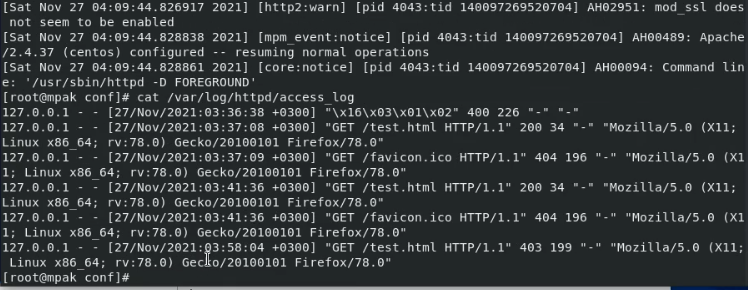 [Sat Nov 27 04:09:44.826917 2021] [http2:warn] [pid 4043:tid 140097269520704] AH02951: mod_ssl does
not seem to be enabled
[Sat Nov 27 04:09:44.828838 2021] [mpm_event:notice] [pid 4043:tid 140097269520704] AH00489: Apache
/2.4.37 (centos) configured -- resuming normal operations
[Sat Nov 27 04:09:44.828861 2021] [core:notice] [pid 4043:tid 140097269520704] AH00094: Command lin
e: '/usr/sbin/httpd -D FOREGROUND'
[root@mpak conf]# cat /var/log/httpd/access_log
127.0.0.1 - - [27/Nov/2021:03:36:38 +0300] "\x16\x03\x01\x02" 400 226 "-" "-"
127.0.0.1 - - [27/Nov/2021:03:37:08 +0300] "GET /test.html HTTP/1.1" 200 34 "-" "Mozilla/5.0 (X11;
Linux x86_64; rv:78.0) Gecko/20100101 Firefox/78.0"
127.0.0.1 - - [27/Nov/2021:03:37:09 +0300] "GET /favicon.ico HTTP/1.1" 404 196 "-" "Mozilla/5.0 (X1
1; Linux x86_64; rv:78.0) Gecko/20100101 Firefox/78.0"
127.0.0.1 - - [27/Nov/2021:03:41:36 +0300] "GET /test.html HTTP/1.1" 200 34 "-" "Mozilla/5.0 (X11;
Linux x86_64; rv:78.0) Gecko/20100101 Firefox/78.0"
127.0.0.1 - - [27/Nov/2021:03:41:36 +0300] "GET /favicon.ico HTTP/1.1" 404 196 "-" "Mozilla/5.0 (X1
1; Linux x86_64; rv:78.0) Gecko/20100101 Firefox/78.0"
127.0.0.1 - - [27/Nov/2021:03:58:04 +0300] "GET /test.html HTTP/1.1" 403 199 "-" "Mozilla/5.0 (X11;
Linux x86_64; rv:78.0) Gecko/20100101 Firefox/78.0"
[root@mpak conf]#